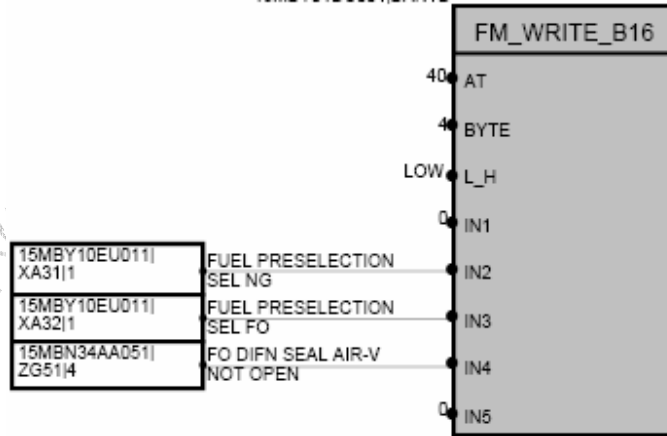 FM_WRITE_B16
40 AT
4 BYTE
LOW L_H
0 IN1
15MBY10EU011|
XA31|1
FUEL PRESELECTION
SEL NG
IN2
15MBY10EU011|
XA32|1
FUEL PRESELECTION
SEL FO
IN3
15MBN34AA051|
ZG51|4
FO DIFN SEAL AIR-V
NOT OPEN
IN4
0 IN5